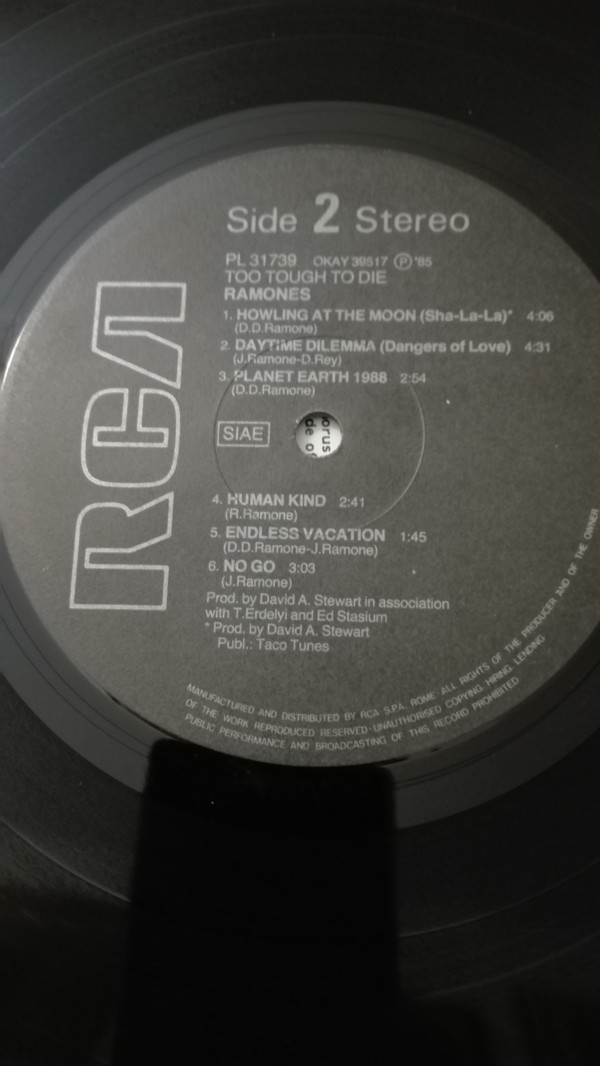 Side 2 Stereo
PL 31739 OKAY 39517 Ⓟ'85
TOO TOUGH TO DIE
RAMONES
1. HOWLING AT THE MOON (Sha-La-La)* 4:06
(D.D.Ramone)
2. DAYTIME DILEMMA (Dangers of Love) 4:31
(J.Ramone-D.Rey)
3. PLANET EARTH 1988 2:54
(D.D.Ramone)
RCA
SIAE
orus
de o
4. HUMAN KIND 2:41
(R.Ramone)
5. ENDLESS VACATION 1:45
(D.D.Ramone-J.Ramone)
6. NO GO 3:03
(J.Ramone)
Prod. by David A. Stewart in association
with T.Erdelyi and Ed Stasium
* Prod. by David A. Stewart
Publ.: Taco Tunes
MANUFACTURED AND DISTRIBUTED BY RCA S.P.A. ROME·ALL RIGHTS OF THE PRODUCER AND OF THE OWNER
OF THE WORK REPRODUCED RESERVED·UNAUTHORISED COPYING, HIRING, LENDING
PUBLIC PERFORMANCE AND BROADCASTING OF THIS RECORD PROHIBITED